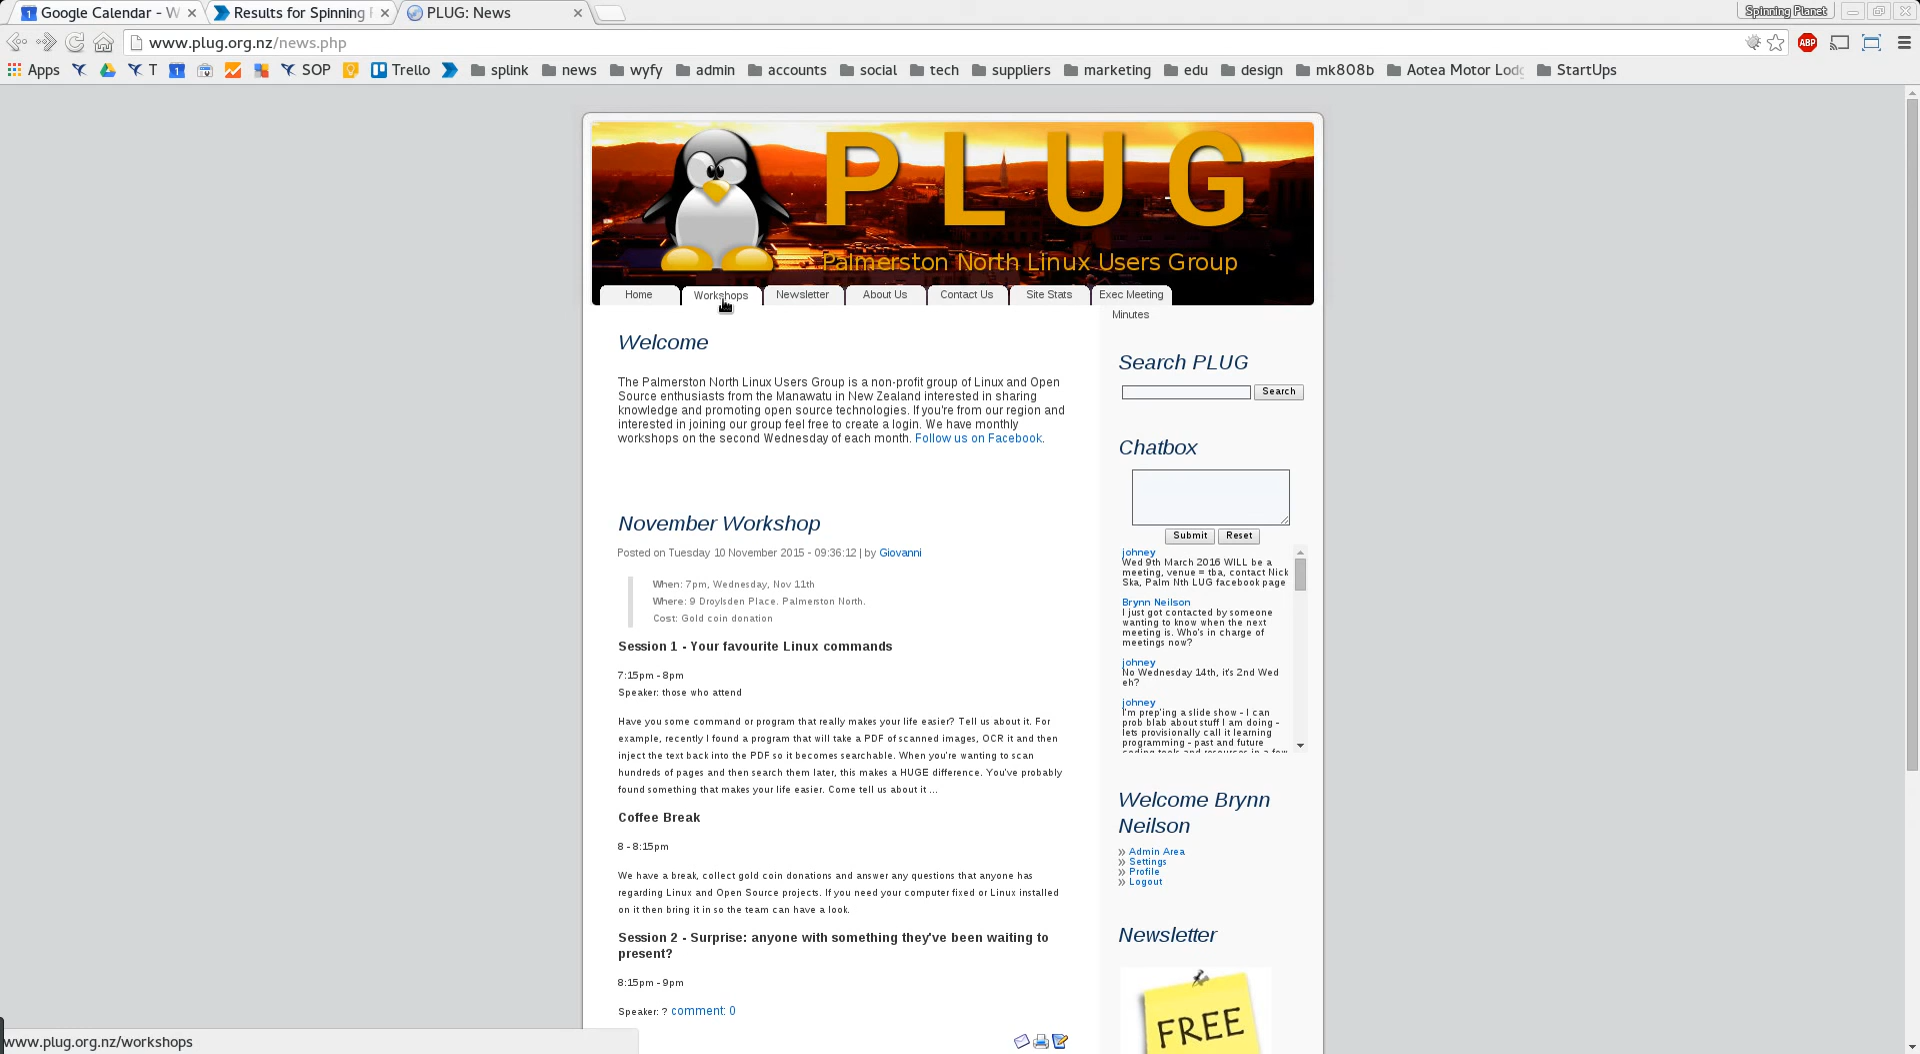 Google Calendar - W
Results for Spinning
PLUG: News
Spinning Planet
www.plug.org.nz/news.php
ABP
Apps
T
1
SOP
Trello
splink
news
wyfy
admin
accounts
social
tech
suppliers
marketing
edu
design
mk808b
Aotea Motor Lodg
StartUps
PLUG
Palmerston North Linux Users Group
Home
Workshops
Newsletter
About Us
Contact Us
Site Stats
Exec Meeting
Minutes
Welcome
The Palmerston North Linux Users Group is a non-profit group of Linux and Open
Source enthusiasts from the Manawatu in New Zealand interested in sharing
knowledge and promoting open source technologies. If you're from our region and
interested in joining our group feel free to create a login. We have monthly
workshops on the second Wednesday of each month. Follow us on Facebook.
November Workshop
Posted on Tuesday 10 November 2015 - 09:36:12 | by Giovanni
When: 7pm, Wednesday, Nov 11th
Where: 9 Droylsden Place. Palmerston North.
Cost: Gold coin donation
Session 1 - Your favourite Linux commands
7:15pm - 8pm
Speaker: those who attend
Have you some command or program that really makes your life easier? Tell us about it. For
example, recently I found a program that will take a PDF of scanned images, OCR it and then
inject the text back into the PDF so it becomes searchable. When you're wanting to scan
hundreds of pages and then search them later, this makes a HUGE difference. You've probably
found something that makes your life easier. Come tell us about it ...
Coffee Break
8 - 8:15pm
We have a break, collect gold coin donations and answer any questions that anyone has
regarding Linux and Open Source projects. If you need your computer fixed or Linux installed
on it then bring it in so the team can have a look.
Session 2 - Surprise: anyone with something they've been waiting to
present?
8:15pm - 9pm
Speaker: ? comment: 0
Search PLUG
Search
Chatbox
Submit
Reset
johney
Wed 9th March 2016 WILL be a
meeting, venue = tba, contact Nick
Ska, Palm Nth LUG facebook page
Brynn Neilson
I just got contacted by someone
wanting to know when the next
meeting is. Who's in charge of
meetings now?
johney
No Wednesday 14th, it's 2nd Wed
eh?
johney
I'm prep'ing a slide show - I can
prob blab about stuff I am doing -
lets provisionally call it learning
programming - past and future
coding tools and resources in a few
Welcome Brynn
Neilson
» Admin Area
» Settings
» Profile
» Logout
Newsletter
FREE
www.plug.org.nz/workshops